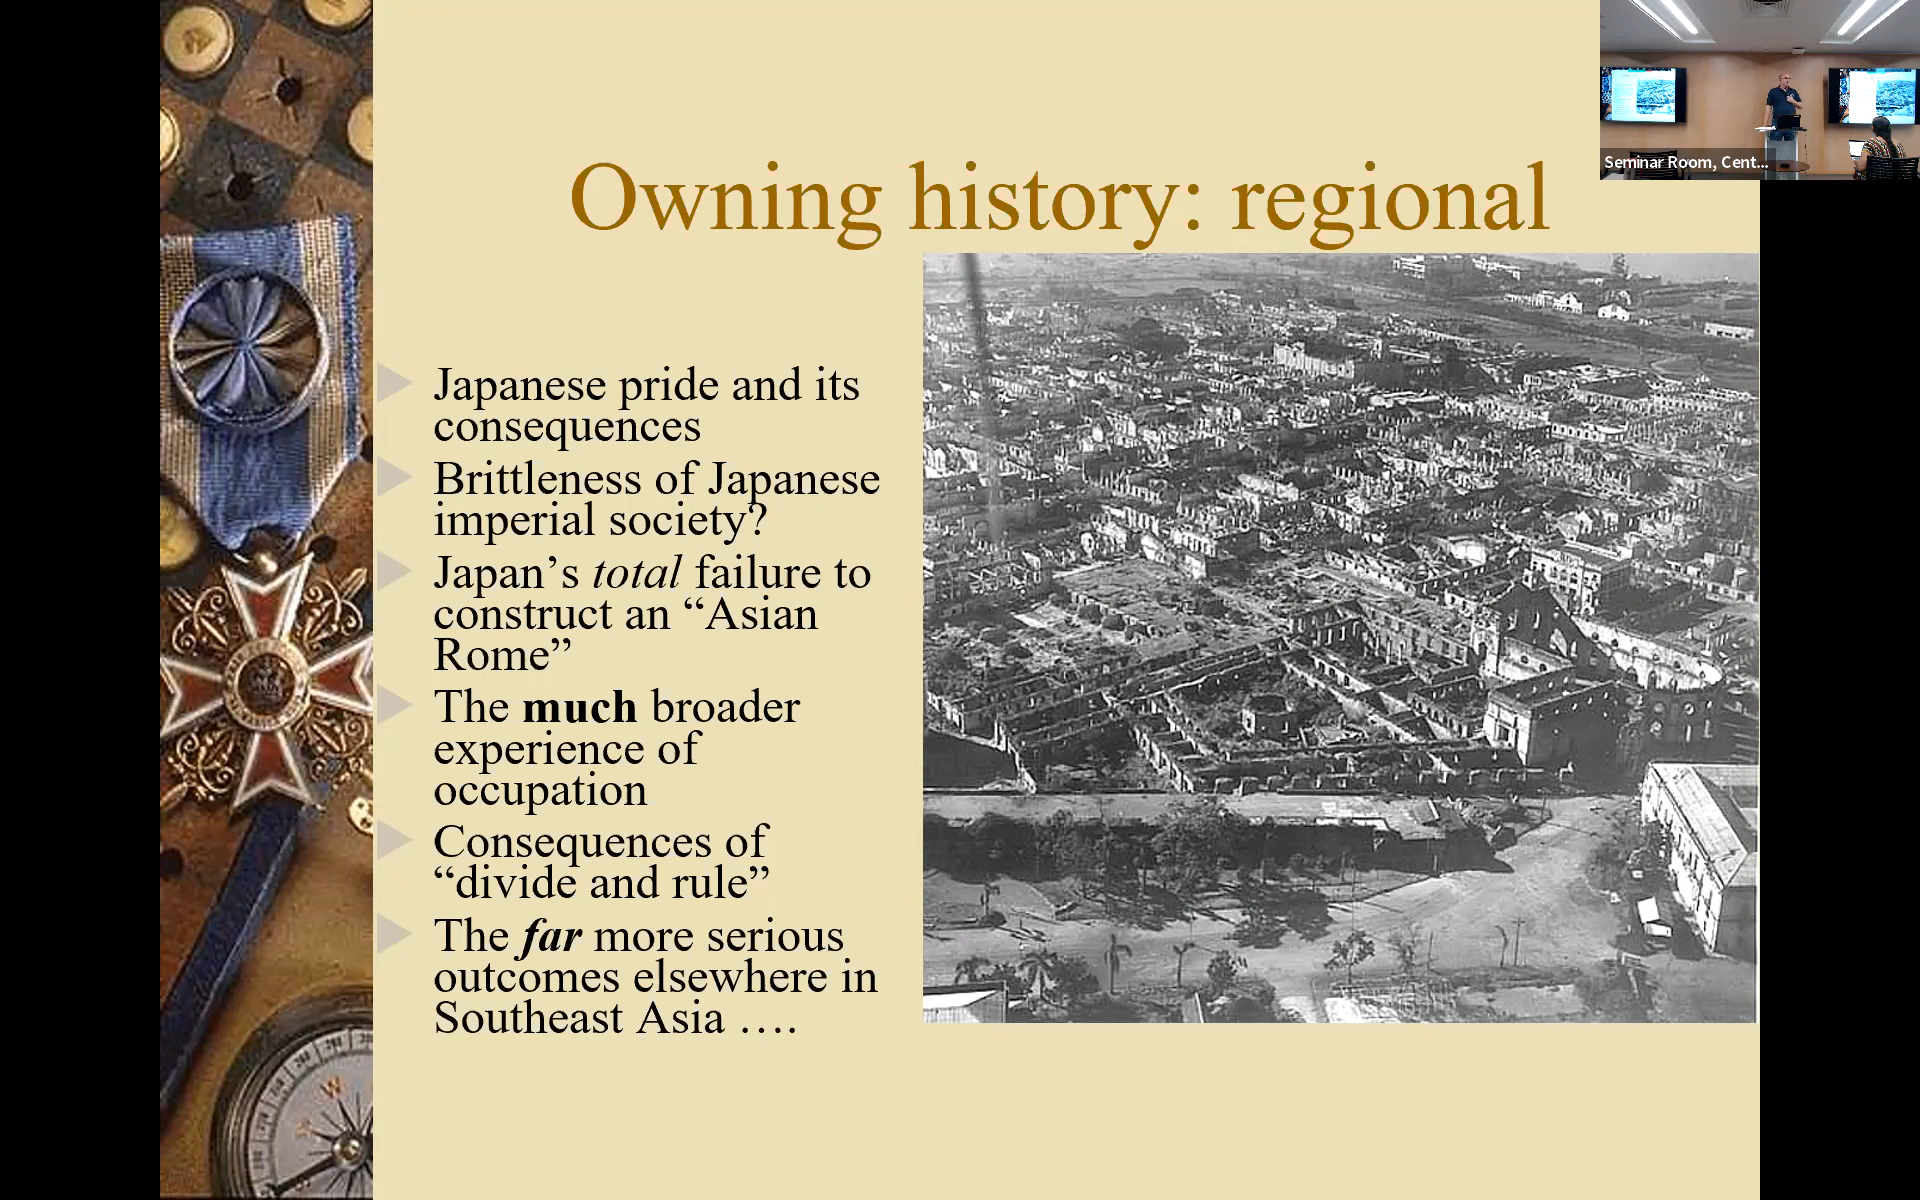 Seminar Room, Cent...
Owning history: regional
Japanese pride and its
consequences
Brittleness of Japanese
imperial society?
Japan’s total failure to
construct an “Asian
Rome”
The much broader
experience of
occupation
Consequences of
“divide and rule”
The far more serious
outcomes elsewhere in
Southeast Asia ….
W